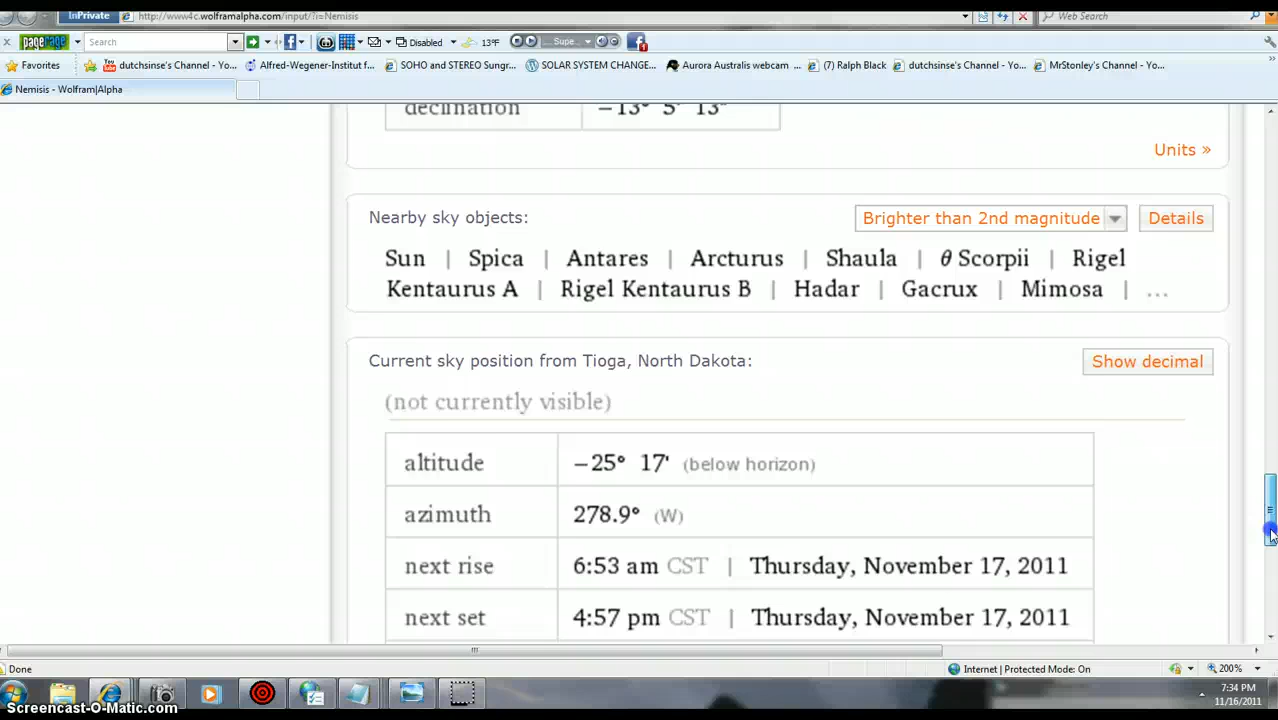 InPrivate http://www4c.wolframalpha.com/input/?i=Nemisis Web Search
pagerage Search Disabled 13°F Supe...
Favorites dutchsinse's Channel - Yo... Alfred-Wegener-Institut f... SOHO and STEREO Sungr... SOLAR SYSTEM CHANGE... Aurora Australis webcam ... (7) Ralph Black dutchsinse's Channel - Yo... MrStonley's Channel - Yo...
Nemisis - Wolfram|Alpha
declination −13° 5' 13"
Units »
Nearby sky objects: Brighter than 2nd magnitude Details
Sun | Spica | Antares | Arcturus | Shaula | θ Scorpii | Rigel
Kentaurus A | Rigel Kentaurus B | Hadar | Gacrux | Mimosa | ...
Current sky position from Tioga, North Dakota: Show decimal
(not currently visible)
altitude −25° 17' (below horizon)
azimuth 278.9° (W)
next rise 6:53 am CST | Thursday, November 17, 2011
next set 4:57 pm CST | Thursday, November 17, 2011
Done Internet | Protected Mode: On 200%
7:34 PM
11/16/2011
Screencast-O-Matic.com